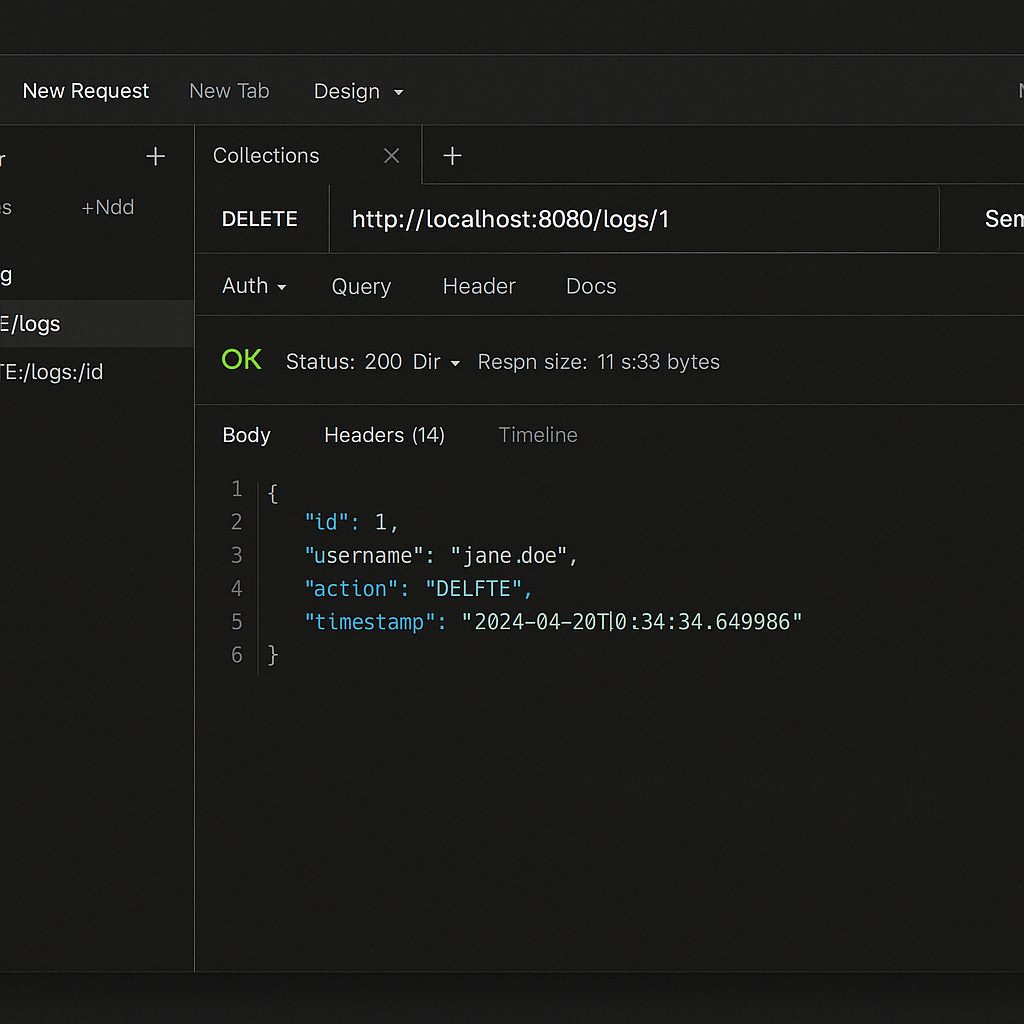 New Request New Tab Design
r +
es +Ndd
g
E/logs
TE:/logs:/id
Collections × +
DELETE http://localhost:8080/logs/1 Sem
Auth Query Header Docs
OK Status: 200 Dir Respn size: 11 s:33 bytes
Body Headers (14) Timeline
1 {
2 "id": 1,
3 "username": "jane.doe",
4 "action": "DELFTE",
5 "timestamp": "2024-04-20T|0:34:34.649986"
6 }